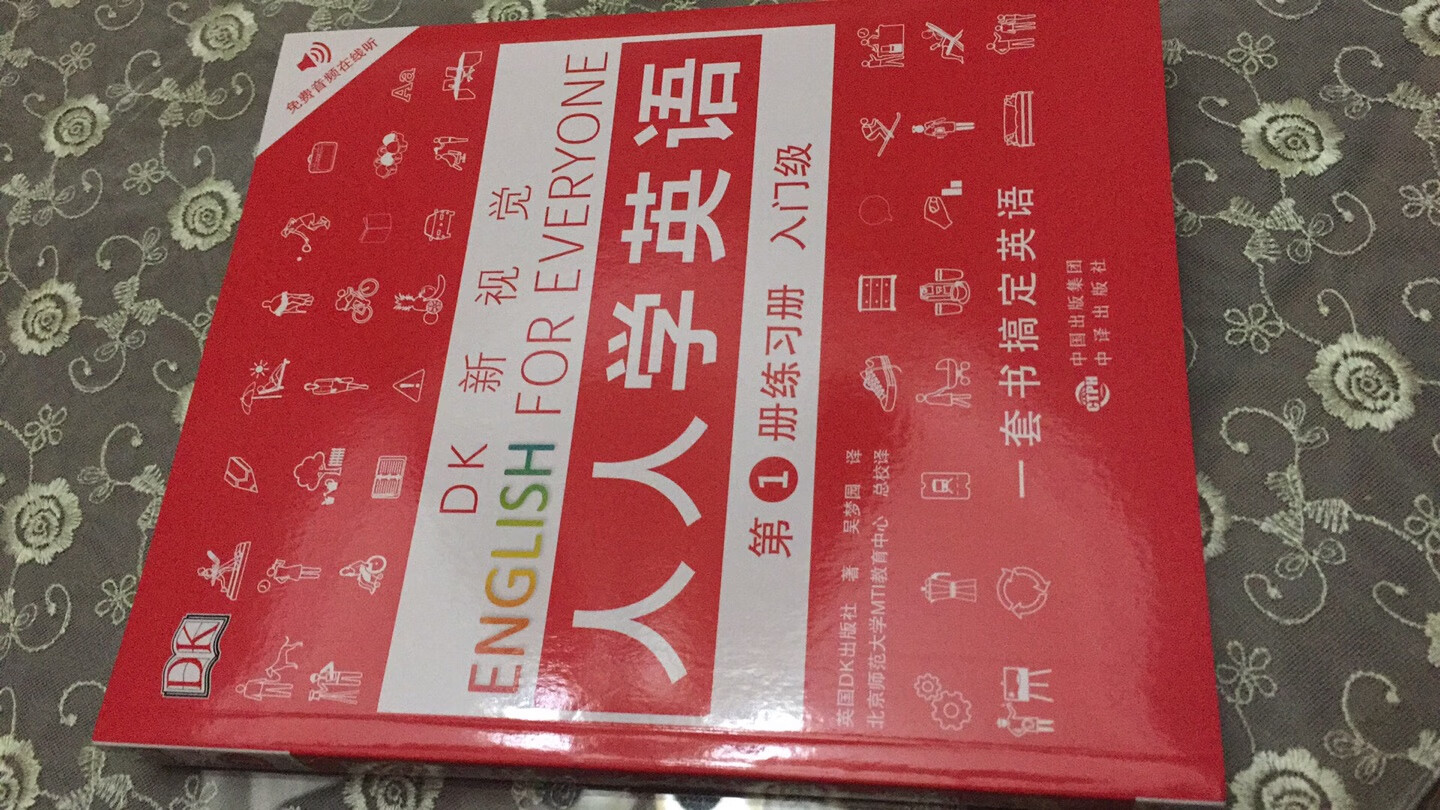 免费音频在线听
Aa
DK
DK 新视觉
ENGLISH FOR EVERYONE
人人学英语
第1册练习册 入门级
英国DK出版社 著 吴梦园 译
北京师范大学MTI教育中心 总校译
一套书搞定英语
CTPH
中国出版集团
中译出版社